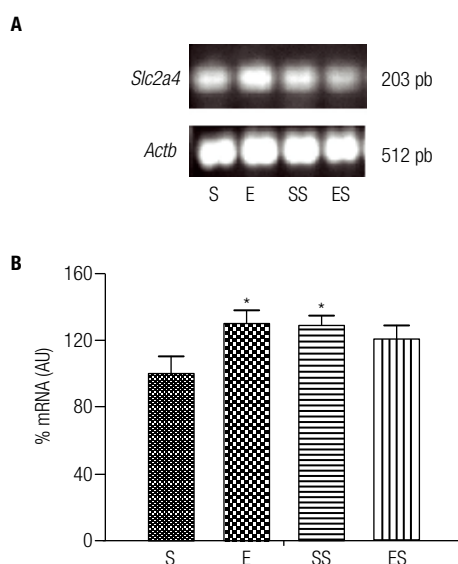 A
Slc2a4
203 pb
Actb
512 pb
S E SS ES
B
% mRNA (AU)
160
120
80
40
0
* *
S E SS ES